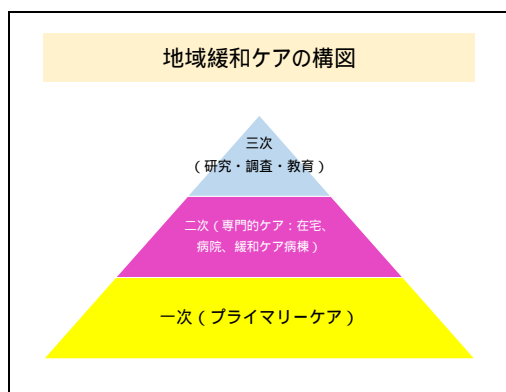 地域緩和ケアの構図
三次
（研究・調査・教育）
二次（専門的ケア：在宅、
病院、緩和ケア病棟）
一次（プライマリーケア）